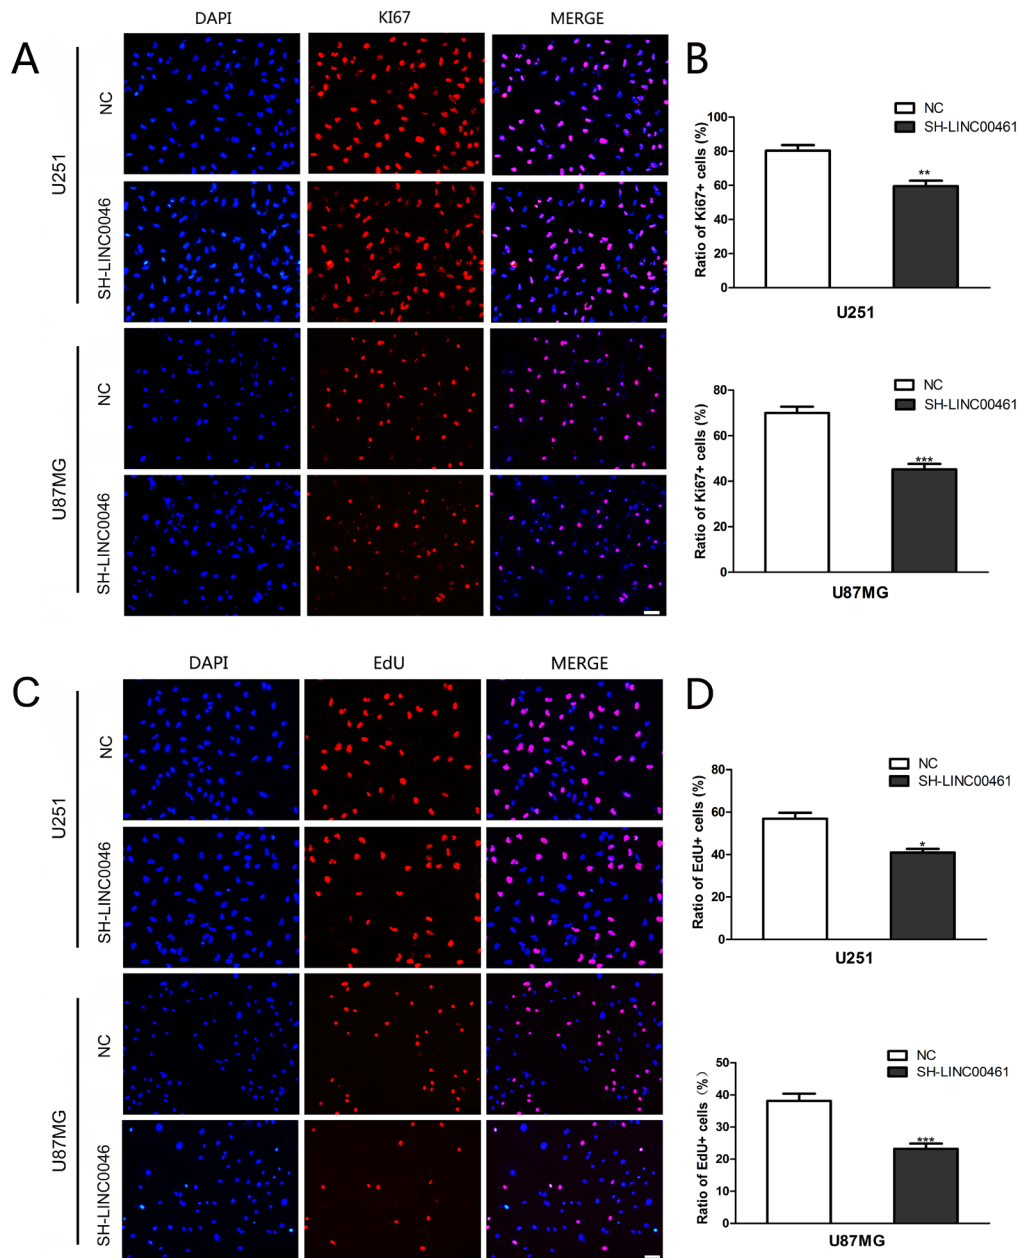 A
DAPI
KI67
MERGE
U251
NC
SH-LINC0046
U87MG
NC
SH-LINC0046
B
NC
SH-LINC00461
Ratio of Ki67+ cells (%)
100
80
60
40
20
0
**
U251
NC
SH-LINC00461
Ratio of Ki67+ cells (%)
80
60
40
20
0
***
U87MG
C
DAPI
EdU
MERGE
U251
NC
SH-LINC0046
U87MG
NC
SH-LINC0046
D
NC
SH-LINC00461
Ratio of EdU+ cells (%)
80
60
40
20
0
*
U251
NC
SH-LINC00461
Ratio of EdU+ cells（%）
50
40
30
20
10
0
***
U87MG